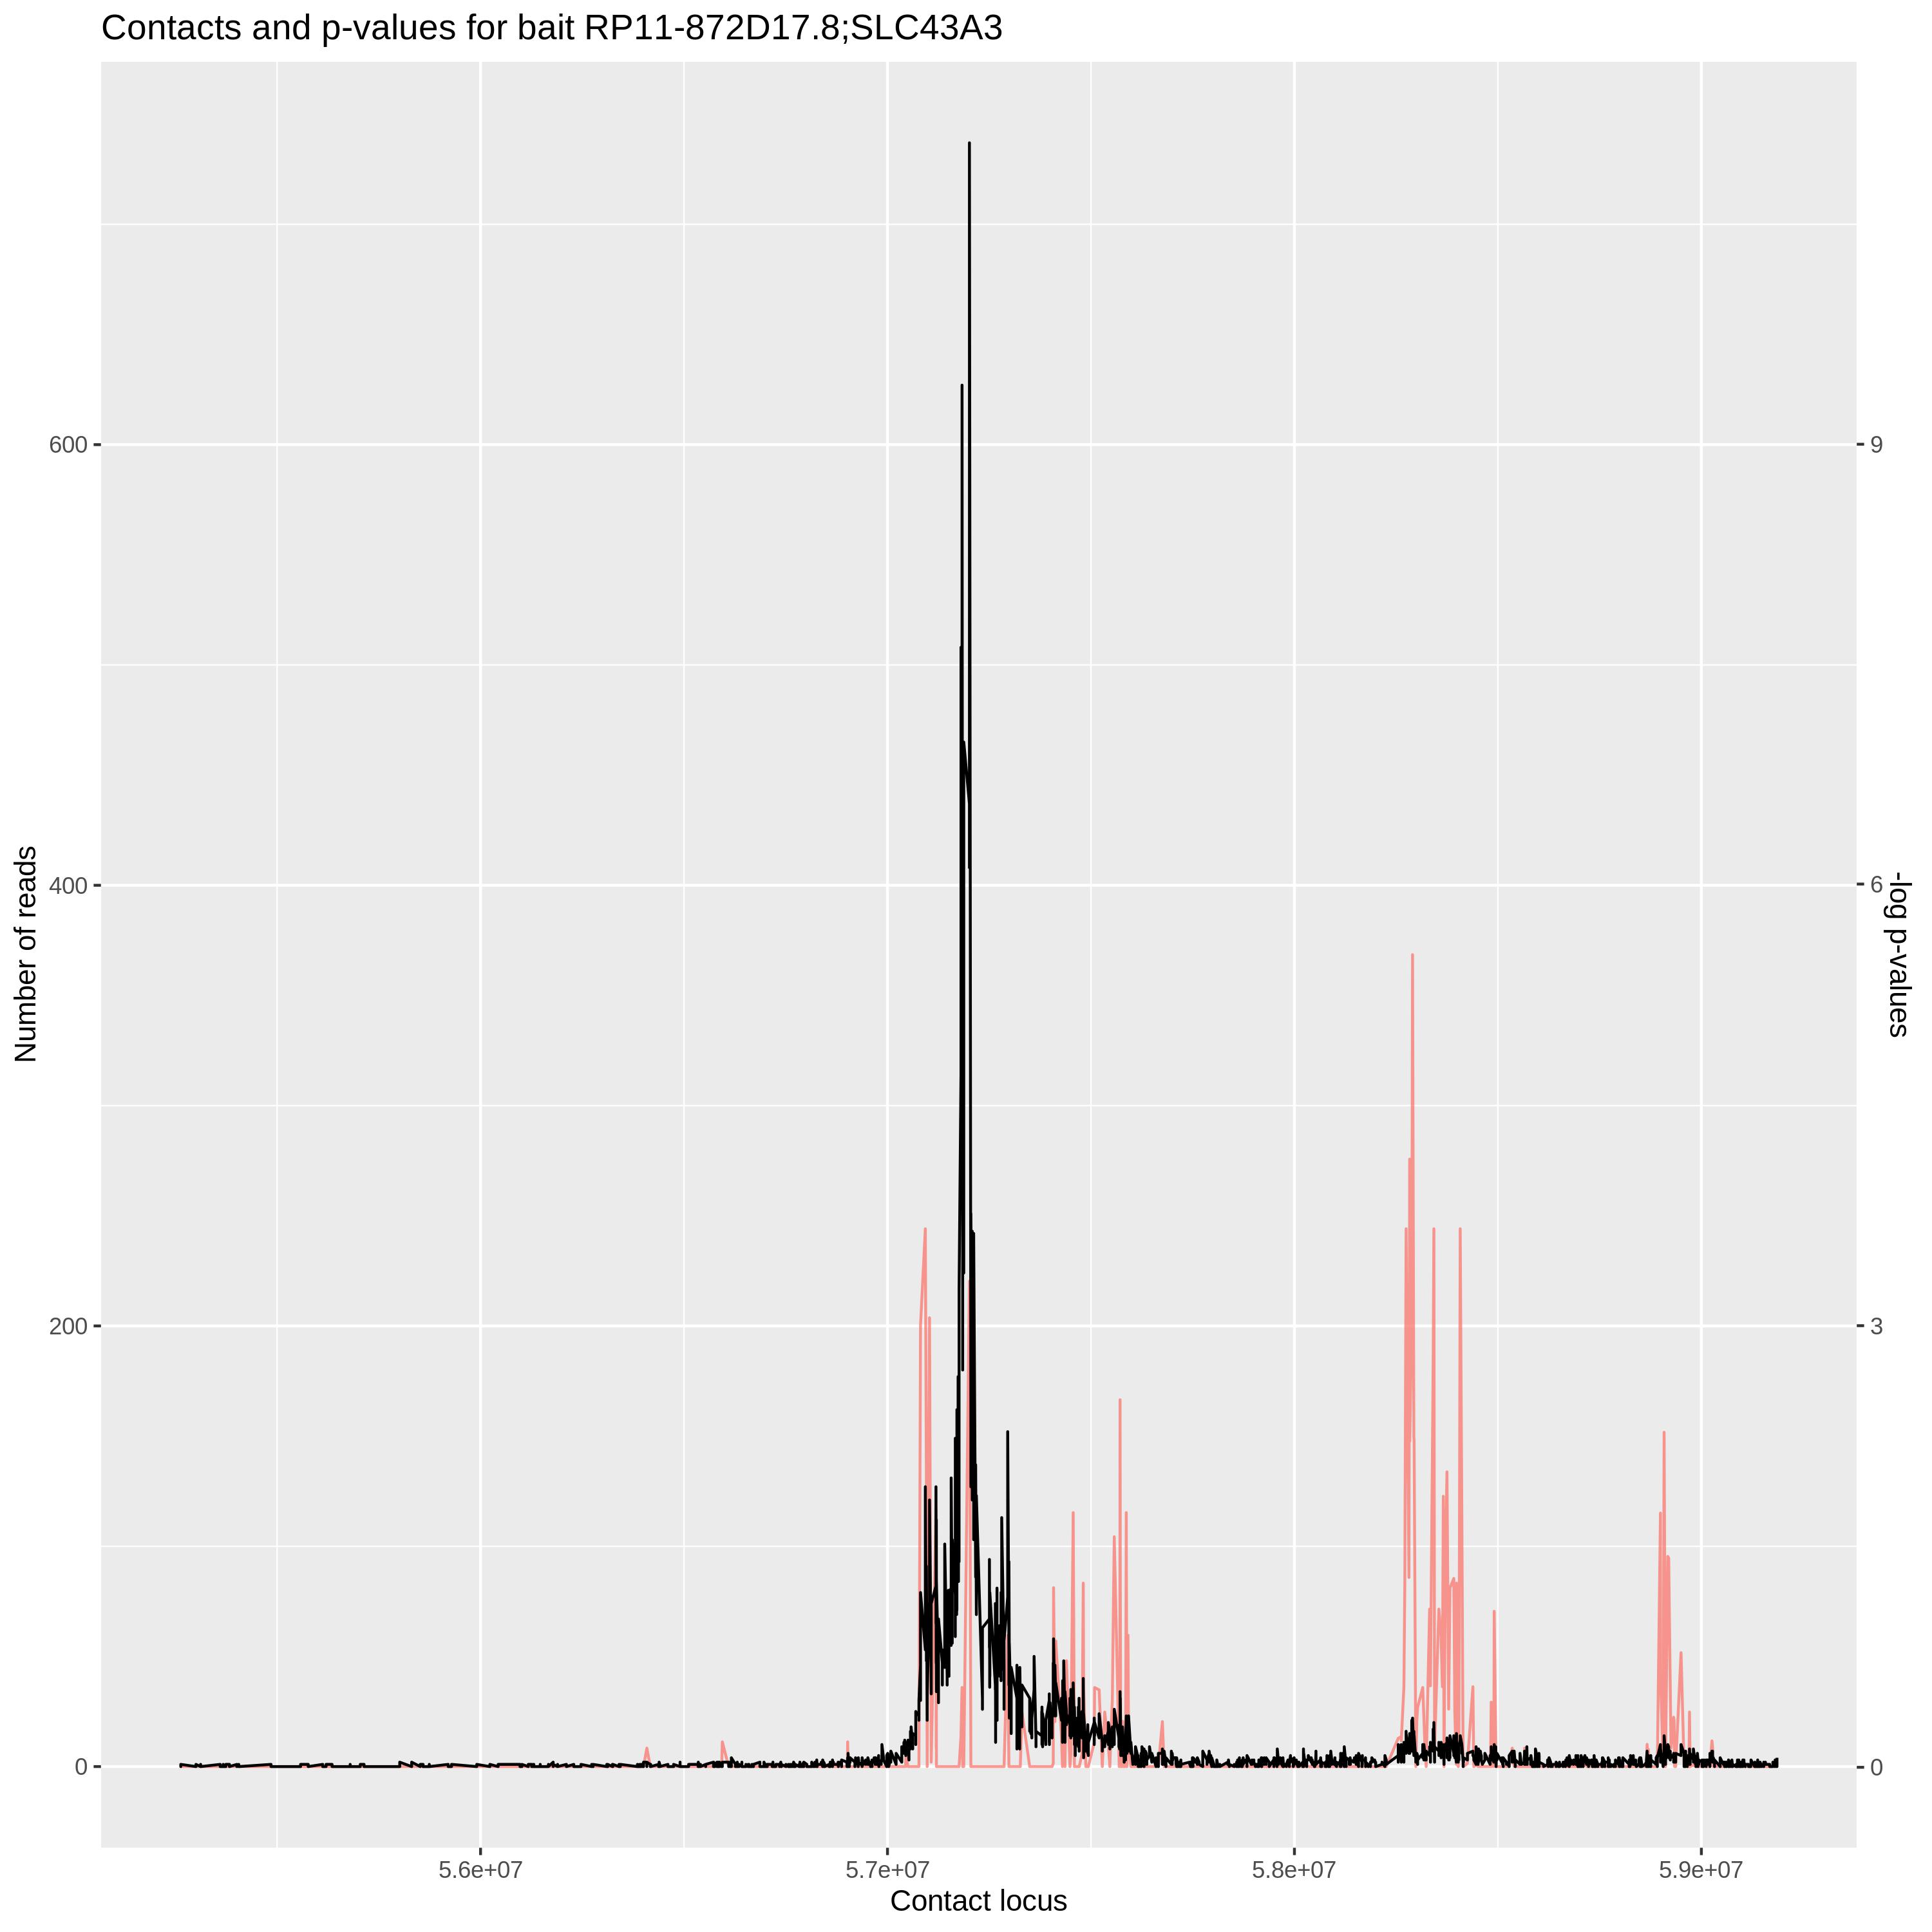 Contacts and p-values for bait RP11-872D17.8;SLC43A3
Number of reads
600
400
200
0
9
6
3
0
-log p-values
5.6e+07
5.7e+07
5.8e+07
5.9e+07
Contact locus